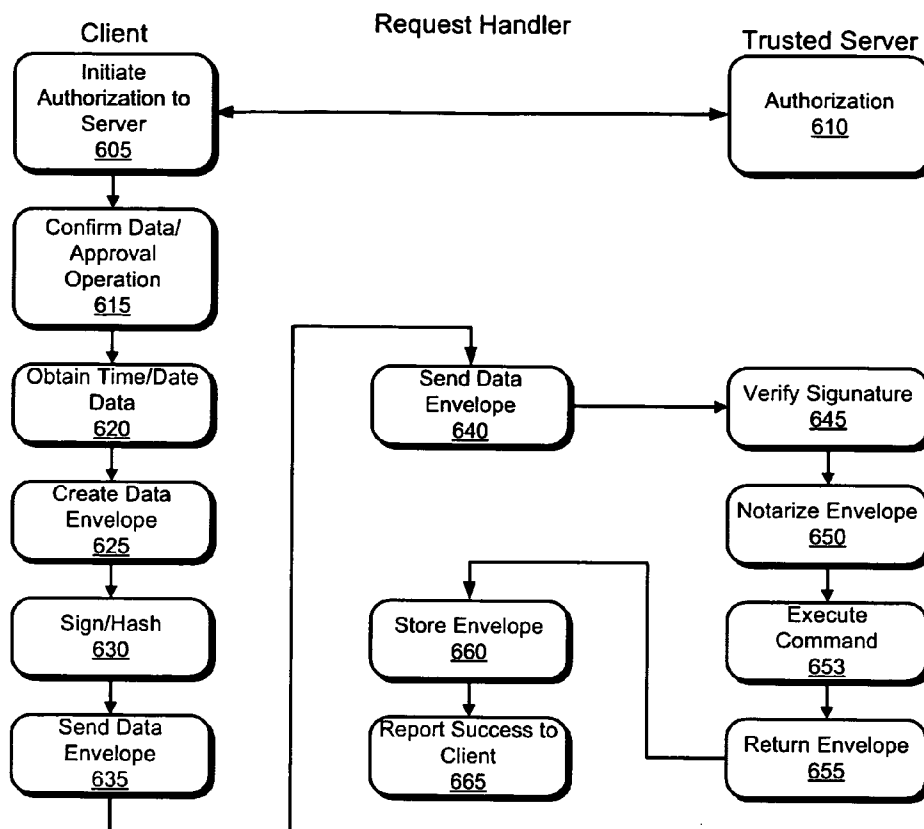 Client
Request Handler
Trusted Server
Initiate
Authorization to
Server
605
Authorization
610
Confirm Data/
Approval
Operation
615
Obtain Time/Date
Data
620
Create Data
Envelope
625
Sign/Hash
630
Send Data
Envelope
635
Send Data
Envelope
640
Verify Sigunature
645
Notarize Envelope
650
Execute
Command
653
Return Envelope
655
Store Envelope
660
Report Success to
Client
665